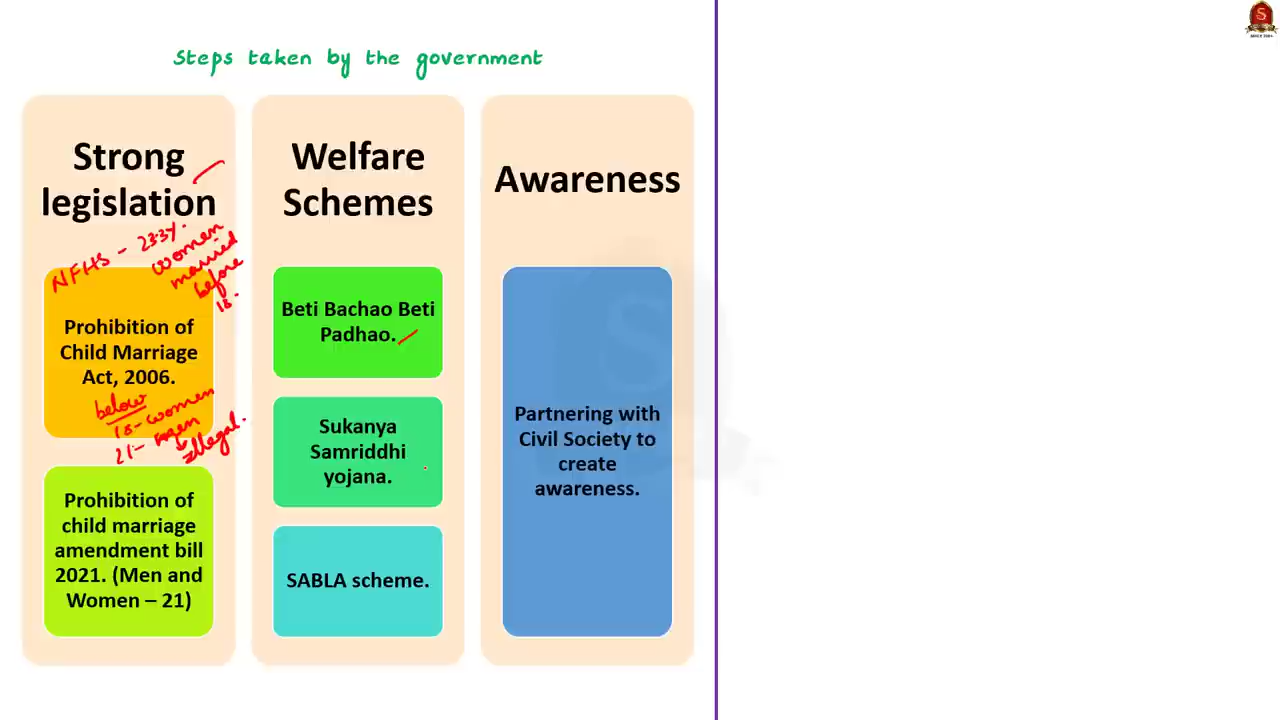 Steps taken by the government
Strong
legislation
NFHS - 23.3%.
women
married
before
18.
Prohibition of
Child Marriage
Act, 2006.
below
18 - women
21 - men
illegal.
Prohibition of
child marriage
amendment bill
2021. (Men and
Women – 21)
Welfare
Schemes
Beti Bachao Beti
Padhao.
Sukanya
Samriddhi
yojana.
SABLA scheme.
Awareness
Partnering with
Civil Society to
create
awareness.
S